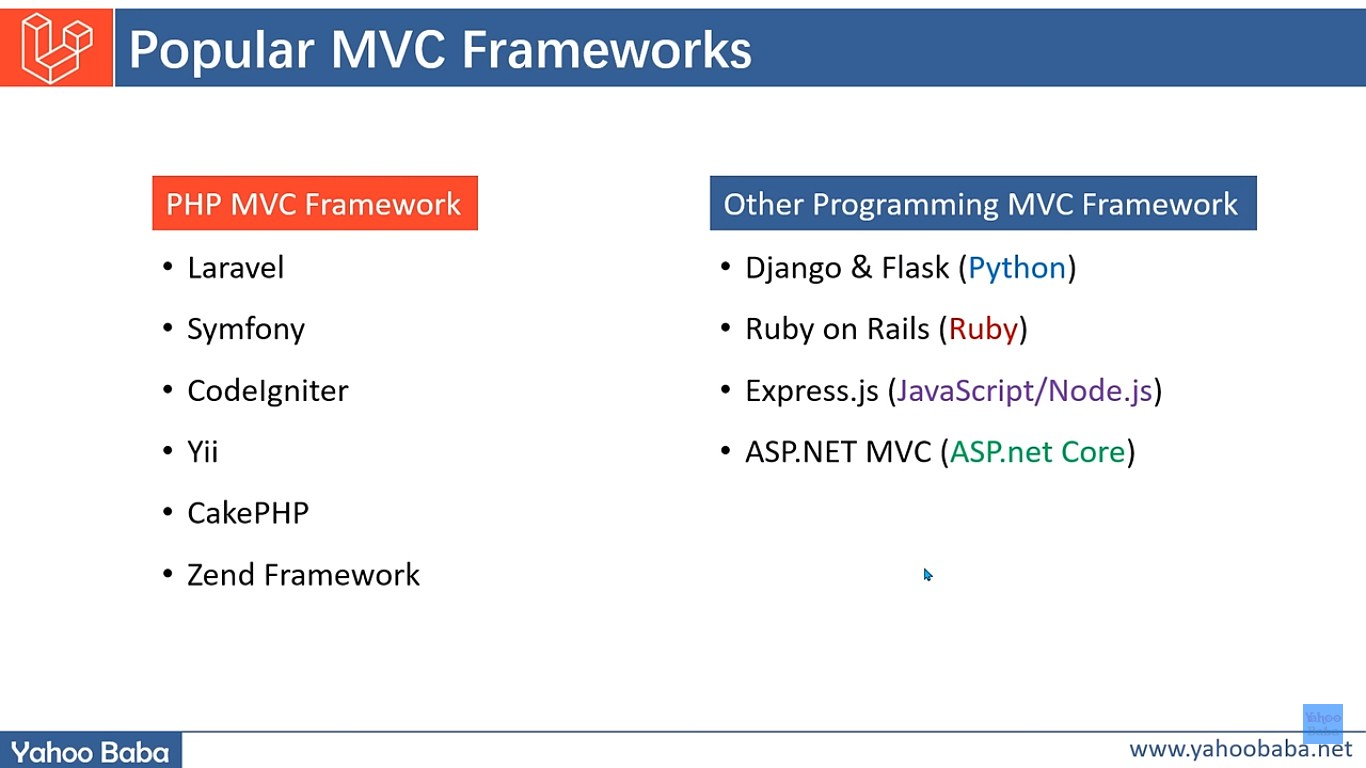 Popular MVC Frameworks
PHP MVC Framework
• Laravel
• Symfony
• CodeIgniter
• Yii
• CakePHP
• Zend Framework
Other Programming MVC Framework
• Django & Flask (Python)
• Ruby on Rails (Ruby)
• Express.js (JavaScript/Node.js)
• ASP.NET MVC (ASP.net Core)
Yahoo Baba
Yahoo
Baba
www.yahoobaba.net